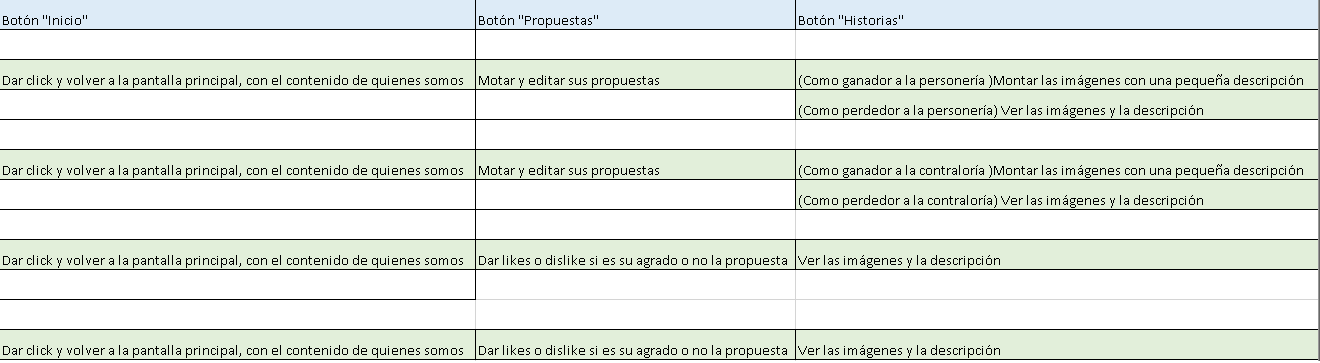 Botón "Inicio" Botón "Propuestas" Botón "Historias"
Dar click y volver a la pantalla principal, con el contenido de quienes somos Motar y editar sus propuestas (Como ganador a la personería )Montar las imágenes con una pequeña descripción
(Como perdedor a la personería) Ver las imágenes y la descripción
Dar click y volver a la pantalla principal, con el contenido de quienes somos Motar y editar sus propuestas (Como ganador a la contraloría )Montar las imágenes con una pequeña descripción
(Como perdedor a la contraloría) Ver las imágenes y la descripción
Dar click y volver a la pantalla principal, con el contenido de quienes somos Dar likes o dislike si es su agrado o no la propuesta Ver las imágenes y la descripción
Dar click y volver a la pantalla principal, con el contenido de quienes somos Dar likes o dislike si es su agrado o no la propuesta Ver las imágenes y la descripción